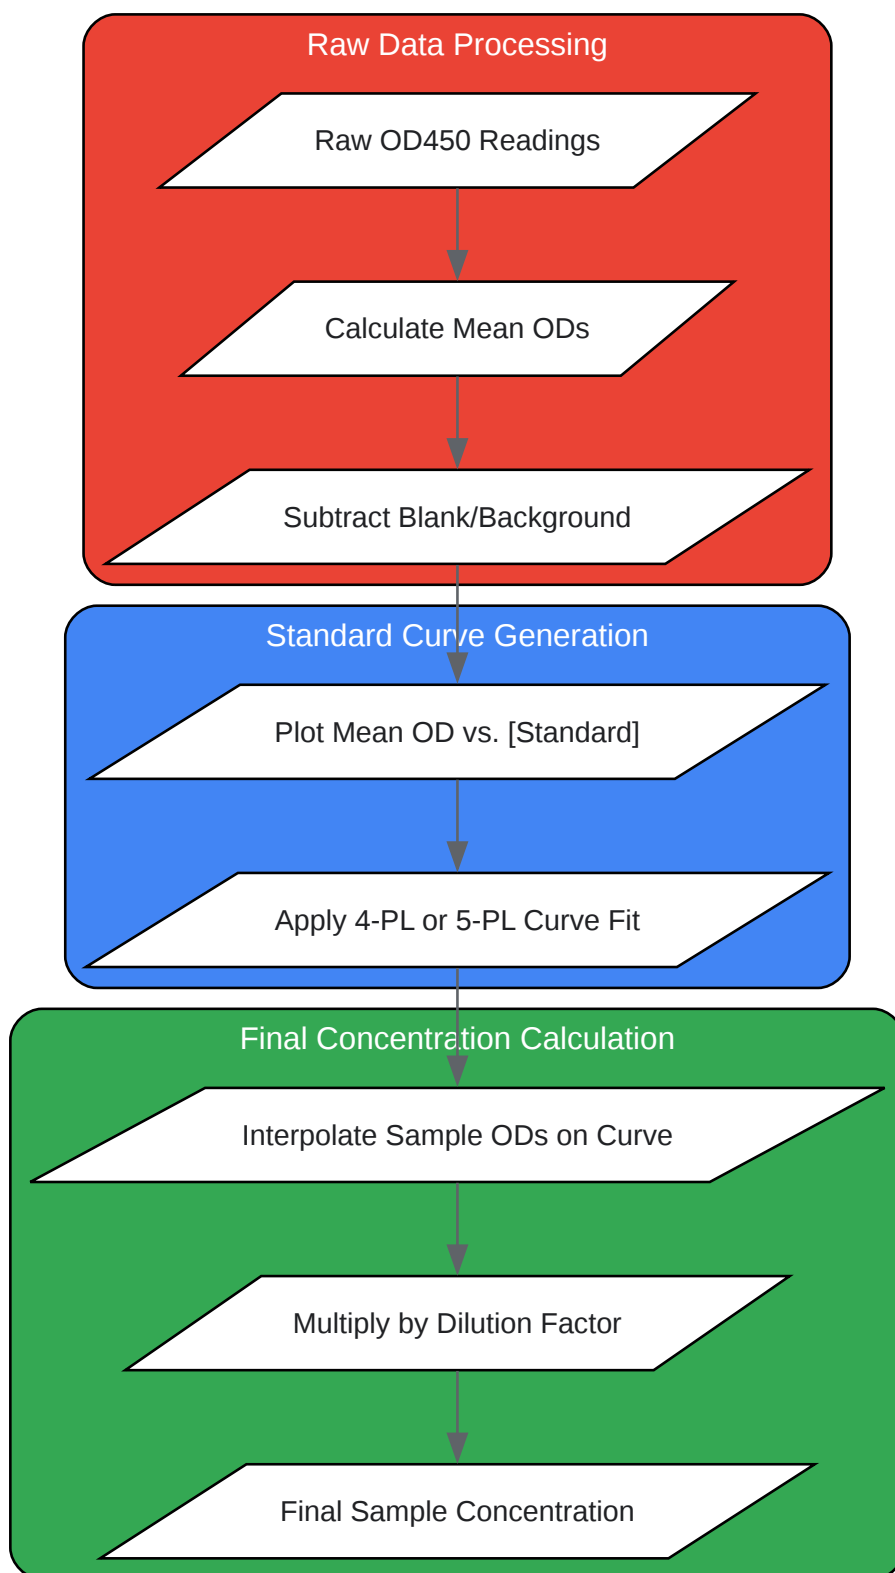 Raw Data Processing
Raw OD450 Readings
Calculate Mean ODs
Subtract Blank/Background
Standard Curve Generation
Plot Mean OD vs. [Standard]
Apply 4-PL or 5-PL Curve Fit
Final Concentration Calculation
Interpolate Sample ODs on Curve
Multiply by Dilution Factor
Final Sample Concentration